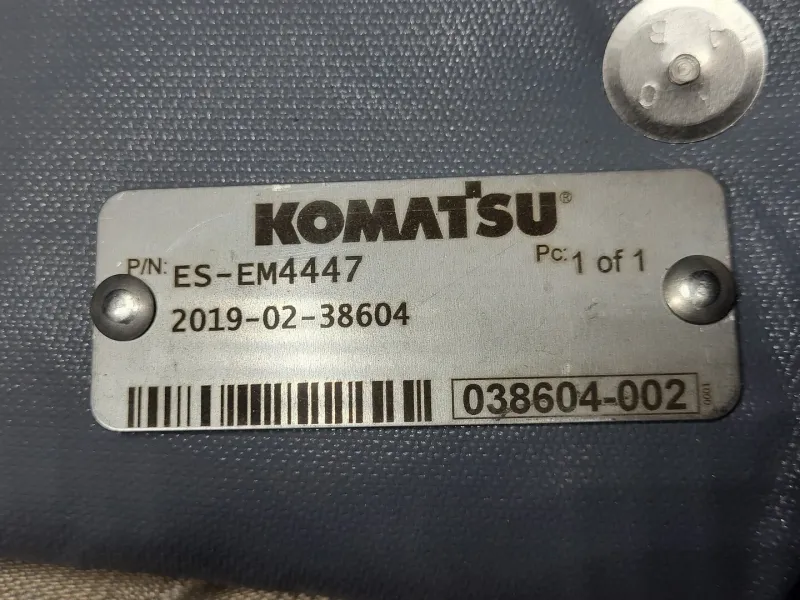 KOMATSU®
P/N: ES-EM4447 Pc: 1 of 1
2019-02-38604
038604-002